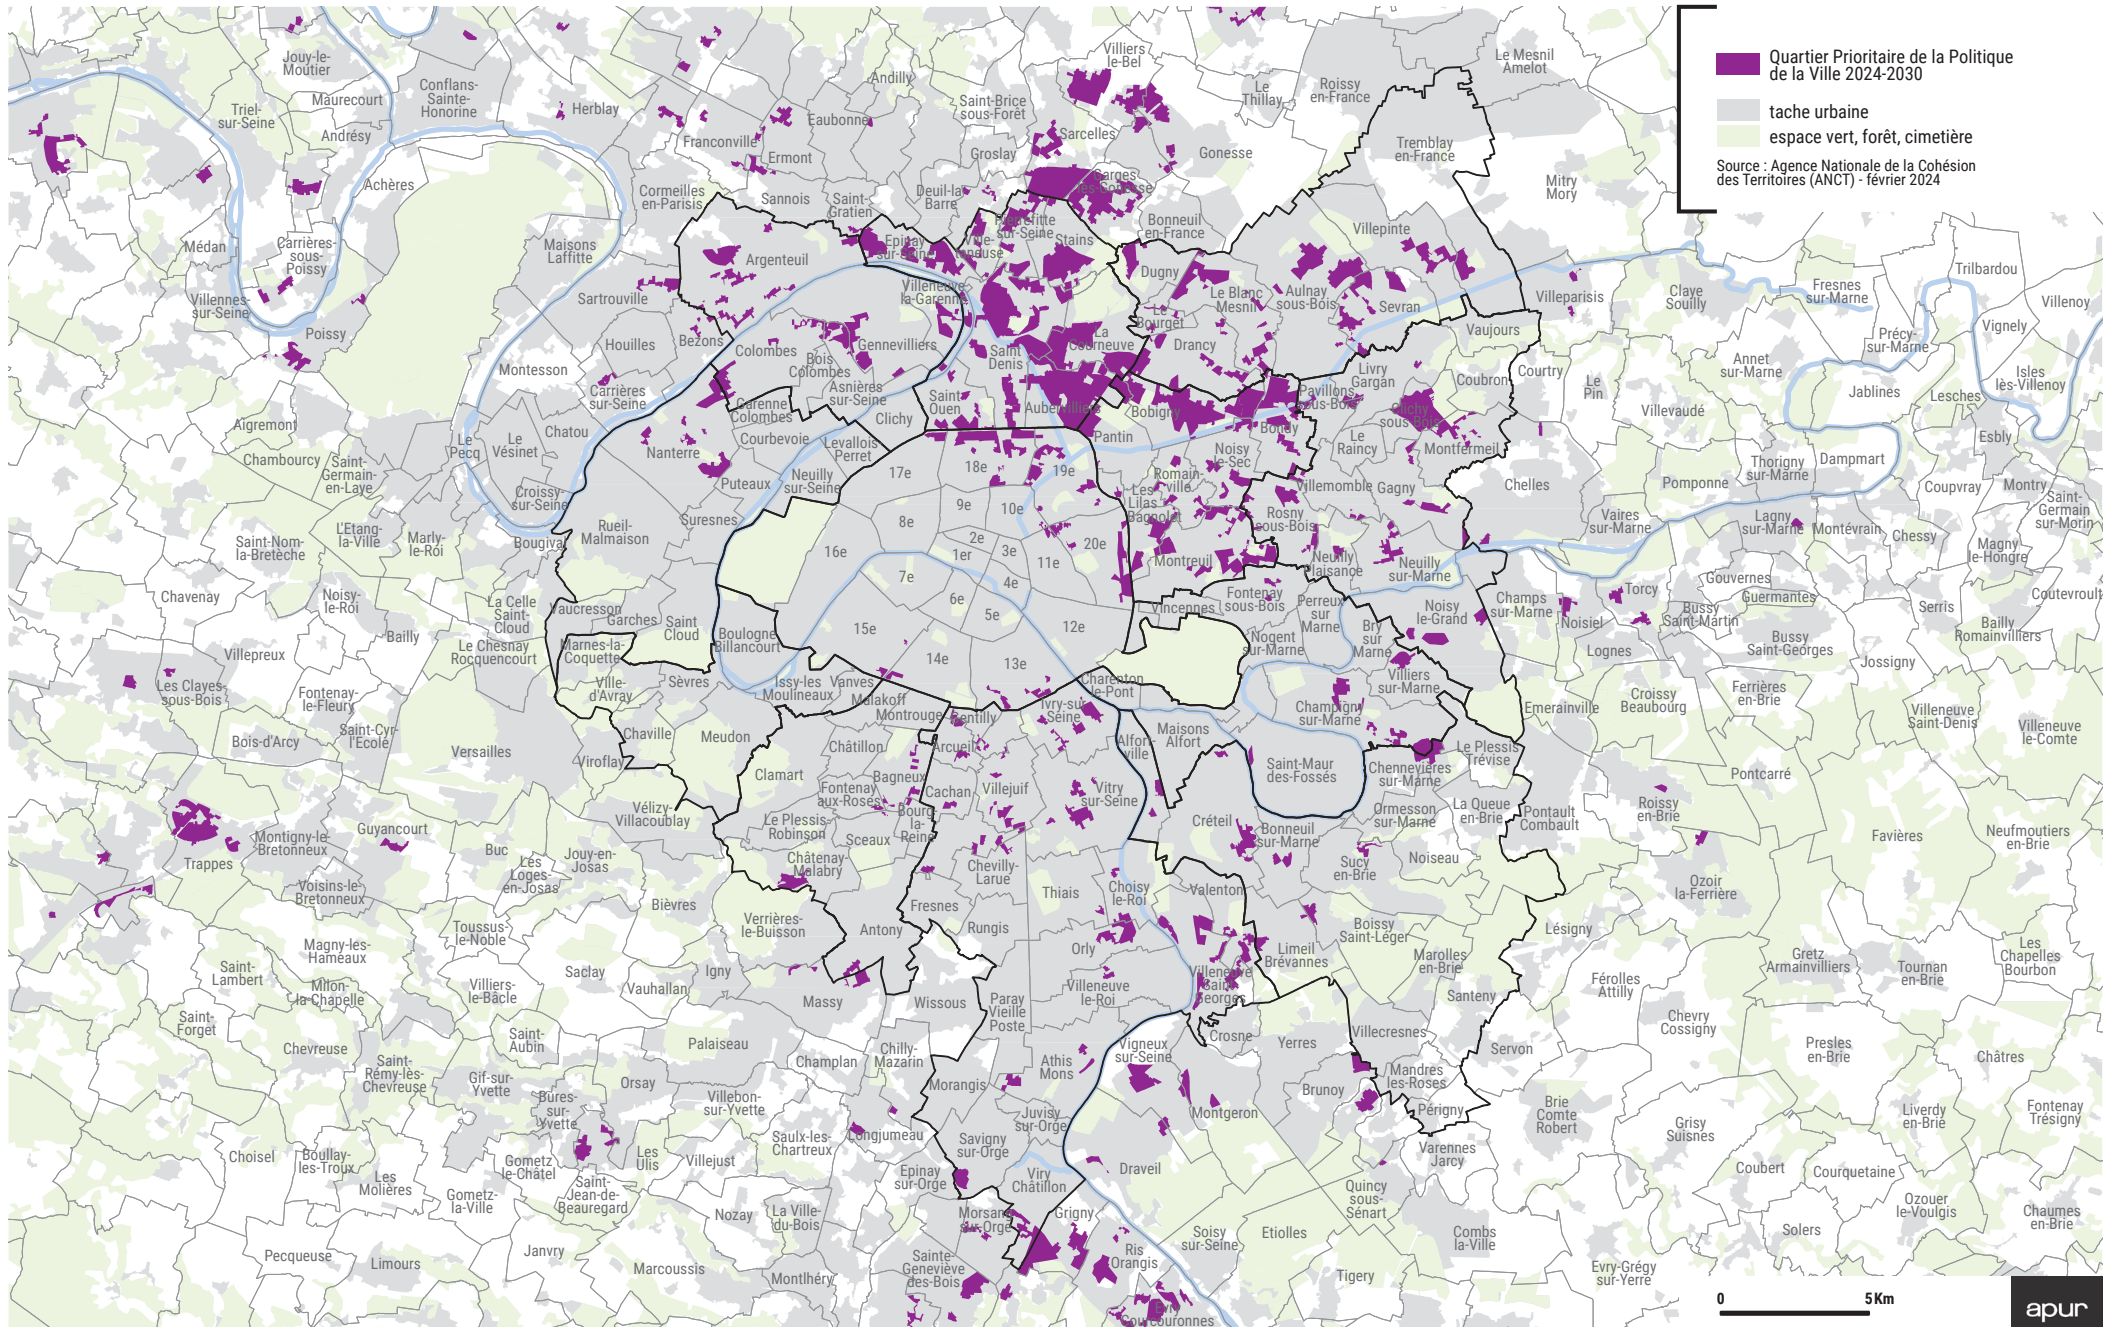 Quartier Prioritaire de la Politique
de la Ville 2024-2030
tache urbaine
espace vert, forêt, cimetière
Source : Agence Nationale de la Cohésion
des Territoires (ANCT) - février 2024
Jouy-le-
Moutier
Conflans-
Sainte-
Honorine
Maurecourt
Andrésy
Triel-
sur-Seine
Herblay
Achères
Médan
Carrières-
sous-
Poissy
Villennes-
sur-Seine
Poissy
Maisons
Laffitte
Andilly
Eaubonne
Franconville
Ermont
Cormeilles
en-Parisis
Sannois
Saint-
Gratien
Saint-Brice
sous-Forêt
Groslay
Deuil-la-
Barre
Villiers
le-Bel
Sarcelles
Garges
lès-Gonesse
Gonesse
Bonneuil
en-France
Le
Thillay
Roissy
en-France
Le Mesnil
Amelot
Tremblay
en-France
Mitry
Mory
Villepinte
Argenteuil
Epinay
sur-Seine
Ville-
taneuse
Pierrefitte
sur-Seine
Stains
Dugny
Le Blanc
Mesnil
Aulnay
sous-Bois
Sevran
Villeparisis
Claye
Souilly
Fresnes
sur-Marne
Trilbardou
Villenoy
Vignely
Précy-
sur-Marne
Annet
sur-Marne
Isles
lès-Villenoy
Jablines
Lesches
Esbly
Sartrouville
Villeneuve
la-Garenne
Le
Bourget
La
Courneuve
Drancy
Vaujours
Houilles
Bezons
Colombes
Bois
Colombes
Gennevilliers
Asnières
sur-Seine
Saint
Denis
Livry
Gargan
Coubron
Courtry
Le
Pin
Villevaudé
Montesson
Carrières
sur-Seine
Garenne
Colombes
Clichy
Saint
Ouen
Aubervilliers
Bobigny
Pavillons
sous-Bois
Clichy
sous-Bois
Aigremont
Chambourcy
Saint-
Germain-
en-Laye
Le
Pecq
Le
Vésinet
Chatou
Nanterre
Courbevoie
Levallois
Perret
Pantin
Bondy
Le
Raincy
Montfermeil
Chelles
Thorigny
sur-Marne
Dampmart
Pomponne
Coupvray
Montry
Saint-
Germain
sur-Morin
Croissy-
sur-Seine
Puteaux
Neuilly
sur-Seine
17e
18e
19e
Noisy
le-Sec
Romain-
ville
Les
Lilas
Bagnolet
Villemomble
Gagny
Rosny
sous-Bois
Vaires
sur-Marne
Lagny
sur-Marne
Montévrain
Chessy
Magny
le-Hongre
L'Etang-
la-Ville
Marly-
le-Roi
Saint-Nom-
la-Bretèche
Bougival
Rueil-
Malmaison
Suresnes
8e
9e
10e
2e
1er
3e
11e
20e
16e
7e
4e
Montreuil
Neuilly
Plaisance
Neuilly
sur-Marne
Chavenay
Noisy-
le-Roi
Bailly
La Celle
Saint-
Cloud
Vaucresson
Garches
Saint
Cloud
Boulogne
Billancourt
6e
5e
15e
12e
14e
13e
Vincennes
Fontenay
sous-Bois
Perreux
sur
Marne
Nogent
sur-Marne
Bry
sur
Marne
Noisy
le-Grand
Champs
sur-Marne
Noisiel
Torcy
Gouvernes
Guermantes
Bussy
Saint-Martin
Bussy
Saint-Georges
Serris
Coutevroult
Bailly
Romainvilliers
Jossigny
Lognes
Villepreux
Les Clayes-
sous-Bois
Fontenay-
le-Fleury
Le Chesnay
Rocquencourt
Marnes-la-
Coquette
Ville-
d'Avray
Sèvres
Issy-les
Moulineaux
Vanves
Malakoff
Montrouge
Gentilly
Charenton
le-Pont
Ivry-sur
Seine
Villiers
sur-Marne
Champigny
sur-Marne
Croissy
Beaubourg
Ferrières
en-Brie
Emerainville
Villeneuve
Saint-Denis
Villeneuve
le-Comte
Bois-d'Arcy
Saint-Cyr-
l'Ecole
Versailles
Viroflay
Chaville
Meudon
Clamart
Châtillon
Arcueil
Alfort-
ville
Maisons
Alfort
Saint-Maur
des-Fossés
Chennevières
sur-Marne
Le Plessis
Trévise
Pontcarré
Vélizy-
Villacoublay
Fontenay
aux-Roses
Bagneux
Cachan
Villejuif
Vitry
sur-Seine
Bourg-
la-
Reine
Le Plessis-
Robinson
Sceaux
Créteil
Bonneuil
sur-Marne
Ormesson
sur-Marne
La Queue
en-Brie
Pontault
Combault
Roissy
en-Brie
Favières
Neufmoutiers
en-Brie
Trappes
Montigny-le-
Bretonneux
Guyancourt
Voisins-le-
Bretonneux
Buc
Les
Loges-
en-Josas
Jouy-en-
Josas
Bièvres
Châtenay-
Malabry
Chevilly-
Larue
Thiais
Choisy
le-Roi
Valenton
Sucy
en-Brie
Noiseau
Ozoir
la-Ferrière
Toussus-
le-Noble
Verrières-
le-Buisson
Antony
Fresnes
Rungis
Orly
Limeil
Brévannes
Boissy
Saint-Léger
Marolles
en-Brie
Lésigny
Gretz
Armainvilliers
Tournan
en-Brie
Les
Chapelles
Bourbon
Magny-les-
Hameaux
Saint-
Lambert
Milon-
la-Chapelle
Villiers-
le-Bâcle
Saclay
Igny
Vauhallan
Massy
Wissous
Paray
Vieille
Poste
Villeneuve
le-Roi
Villeneuve
Saint
Georges
Santeny
Férolles
Attilly
Chevry
Cossigny
Saint-
Forget
Chevreuse
Saint-
Rémy-lès-
Chevreuse
Saint-
Aubin
Palaiseau
Champlan
Chilly-
Mazarin
Athis
Mons
Vigneux
sur-Seine
Crosne
Yerres
Villecresnes
Servon
Presles
en-Brie
Châtres
Gif-sur-
Yvette
Bures-
sur-
Yvette
Orsay
Villebon-
sur-Yvette
Morangis
Juvisy
sur-Orge
Montgeron
Brunoy
Mandres
les-Roses
Périgny
Brie
Comte
Robert
Grisy
Suisnes
Liverdy
en-Brie
Fontenay
Trésigny
Choisel
Boullay-
les-Troux
Les
Molières
Gometz
le-Châtel
Gometz-
la-Ville
Saint-
Jean-de-
Beauregard
Les
Ulis
Villejust
Saulx-les-
Chartreux
Longjumeau
Savigny
sur-Orge
Epinay
sur-Orge
Viry
Châtillon
Draveil
Varennes
Jarcy
Quincy
sous-
Sénart
Coubert
Courquetaine
Ozouer
le-Voulgis
Solers
Chaumes
en-Brie
Pecqueuse
Limours
Janvry
Marcoussis
Nozay
La Ville-
du-Bois
Montlhéry
Morsang
sur-Orge
Sainte-
Geneviève
des-Bois
Grigny
Ris
Orangis
Soisy
sur-Seine
Etiolles
Tigery
Combs
la-Ville
Evry-Grégy
sur-Yerre
Evry
Courcouronnes
0
5Km
apur